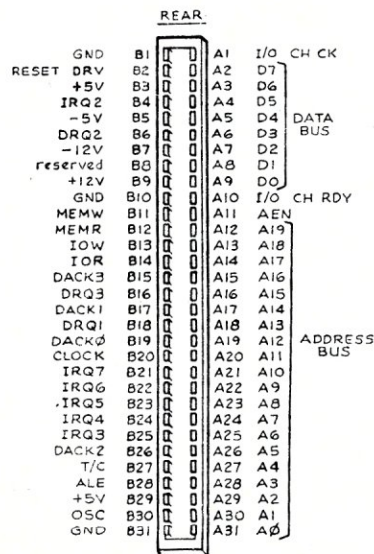 REAR
GND B1 A1 I/O CH CK
RESET DRV B2 A2 D7
+5V B3 A3 D6
IRQ2 B4 A4 D5
-5V B5 A5 D4 DATA
DRQ2 B6 A6 D3 BUS
-12V B7 A7 D2
reserved B8 A8 D1
+12V B9 A9 D0
GND B10 A10 I/O CH RDY
MEMW B11 A11 AEN
MEMR B12 A12 A19
IOW B13 A13 A18
IOR B14 A14 A17
DACK3 B15 A15 A16
DRQ3 B16 A16 A15
DACK1 B17 A17 A14
DRQ1 B18 A18 A13
DACKØ B19 A19 A12 ADDRESS
CLOCK B20 A20 A11 BUS
IRQ7 B21 A21 A10
IRQ6 B22 A22 A9
IRQ5 B23 A23 A8
IRQ4 B24 A24 A7
IRQ3 B25 A25 A6
DACK2 B26 A26 A5
T/C B27 A27 A4
ALE B28 A28 A3
+5V B29 A29 A2
OSC B30 A30 A1
GND B31 A31 AØ